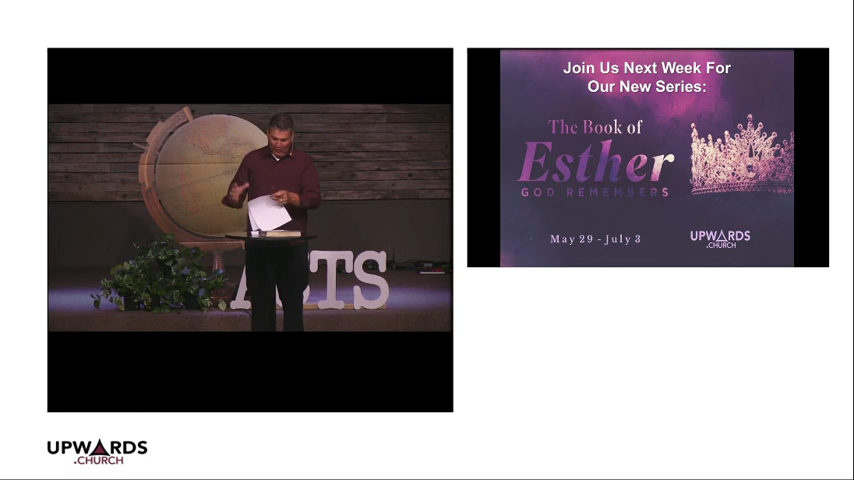 ACTS
Join Us Next Week For
Our New Series:
The Book of
Esther
GOD REMEMBERS
May 29 - July 3
UPWARDS
.CHURCH
UPWARDS
.CHURCH